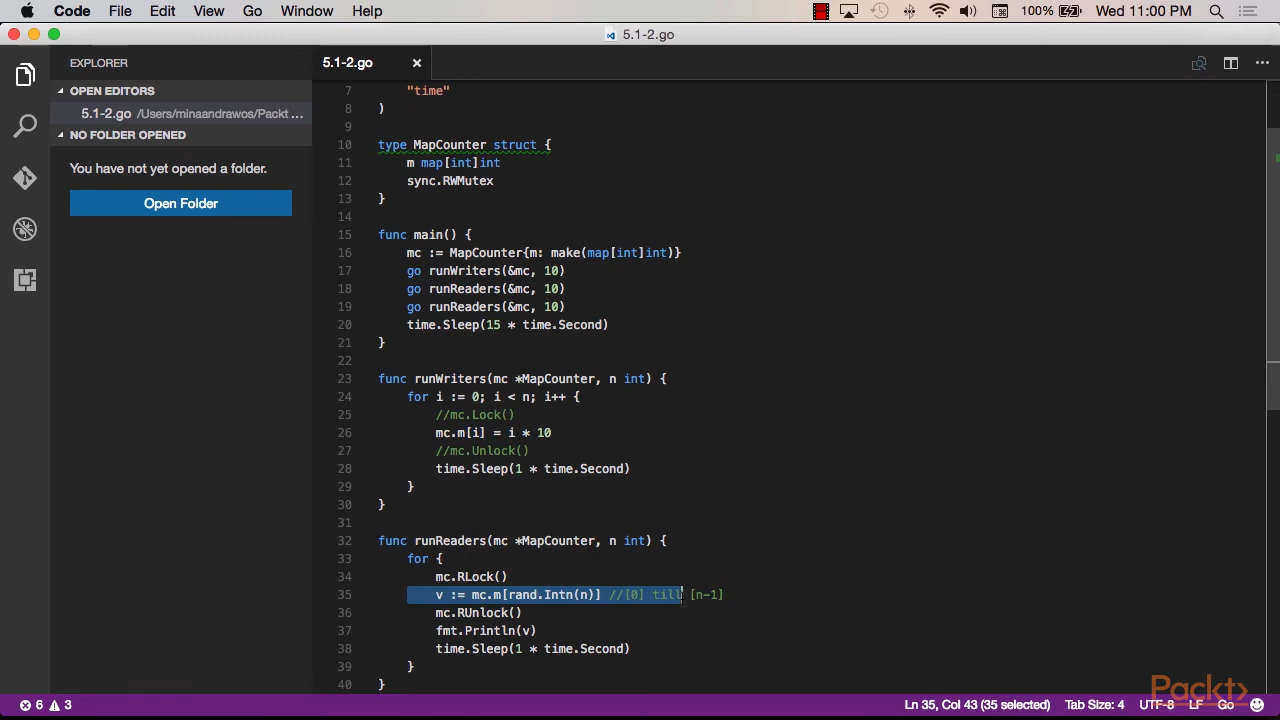 Code File Edit View Go Window Help 100% Wed 11:00 PM
5.1-2.go
EXPLORER
OPEN EDITORS
5.1-2.go /Users/minaandrawos/Packt ...
NO FOLDER OPENED
You have not yet opened a folder.
Open Folder
5.1-2.go
7 "time"
8 )
9
10 type MapCounter struct {
11 m map[int]int
12 sync.RWMutex
13 }
14
15 func main() {
16 mc := MapCounter{m: make(map[int]int)}
17 go runWriters(&mc, 10)
18 go runReaders(&mc, 10)
19 go runReaders(&mc, 10)
20 time.Sleep(15 * time.Second)
21 }
22
23 func runWriters(mc *MapCounter, n int) {
24 for i := 0; i < n; i++ {
25 //mc.Lock()
26 mc.m[i] = i * 10
27 //mc.Unlock()
28 time.Sleep(1 * time.Second)
29 }
30 }
31
32 func runReaders(mc *MapCounter, n int) {
33 for {
34 mc.RLock()
35 v := mc.m[rand.Intn(n)] //[0] till [n-1]
36 mc.RUnlock()
37 fmt.Println(v)
38 time.Sleep(1 * time.Second)
39 }
40 }
Packt>
6 3 Ln 35, Col 43 (35 selected) Tab Size: 4 UTF-8 LF Go